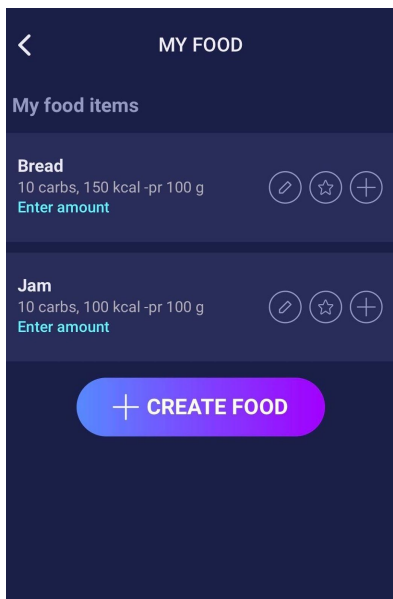 MY FOOD
My food items
Bread
10 carbs, 150 kcal -pr 100 g
Enter amount
Jam
10 carbs, 100 kcal -pr 100 g
Enter amount
CREATE FOOD